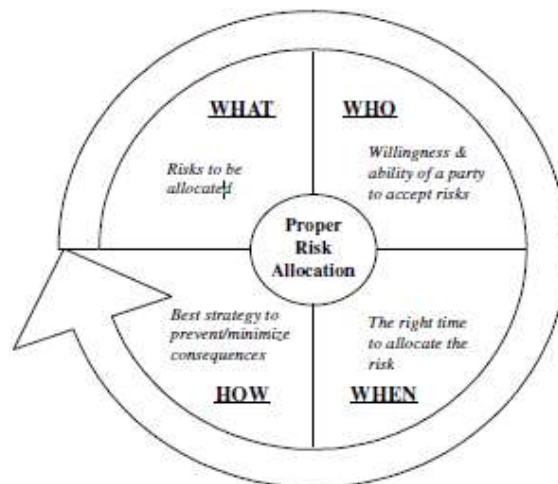 WHAT
Risks to be
allocated
WHO
Willingness &
ability of a party
to accept risks
Proper
Risk
Allocation
Best strategy to
prevent/minimize
consequences
HOW
The right time
to allocate the
risk
WHEN